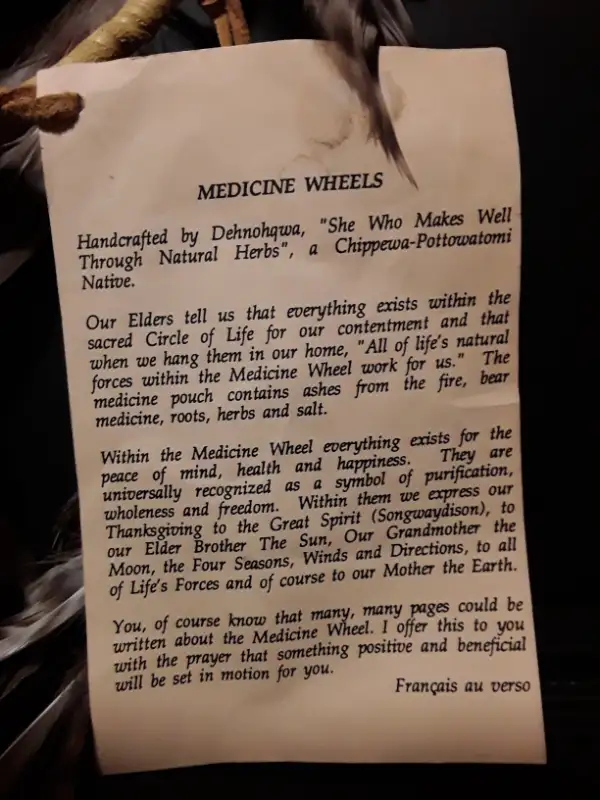 MEDICINE WHEELS
Handcrafted by Dehnohqwa, "She Who Makes Well
Through Natural Herbs", a Chippewa-Pottowatomi
Native.
Our Elders tell us that everything exists within the
sacred Circle of Life for our contentment and that
when we hang them in our home, "All of life's natural
forces within the Medicine Wheel work for us." The
medicine pouch contains ashes from the fire, bear
medicine, roots, herbs and salt.
Within the Medicine Wheel everything exists for the
peace of mind, health and happiness. They are
universally recognized as a symbol of purification,
wholeness and freedom. Within them we express our
Thanksgiving to the Great Spirit (Songwaydison), to
our Elder Brother The Sun, Our Grandmother the
Moon, the Four Seasons, Winds and Directions, to all
of Life's Forces and of course to our Mother the Earth.
You, of course know that many, many pages could be
written about the Medicine Wheel. I offer this to you
with the prayer that something positive and beneficial
will be set in motion for you.
Français au verso